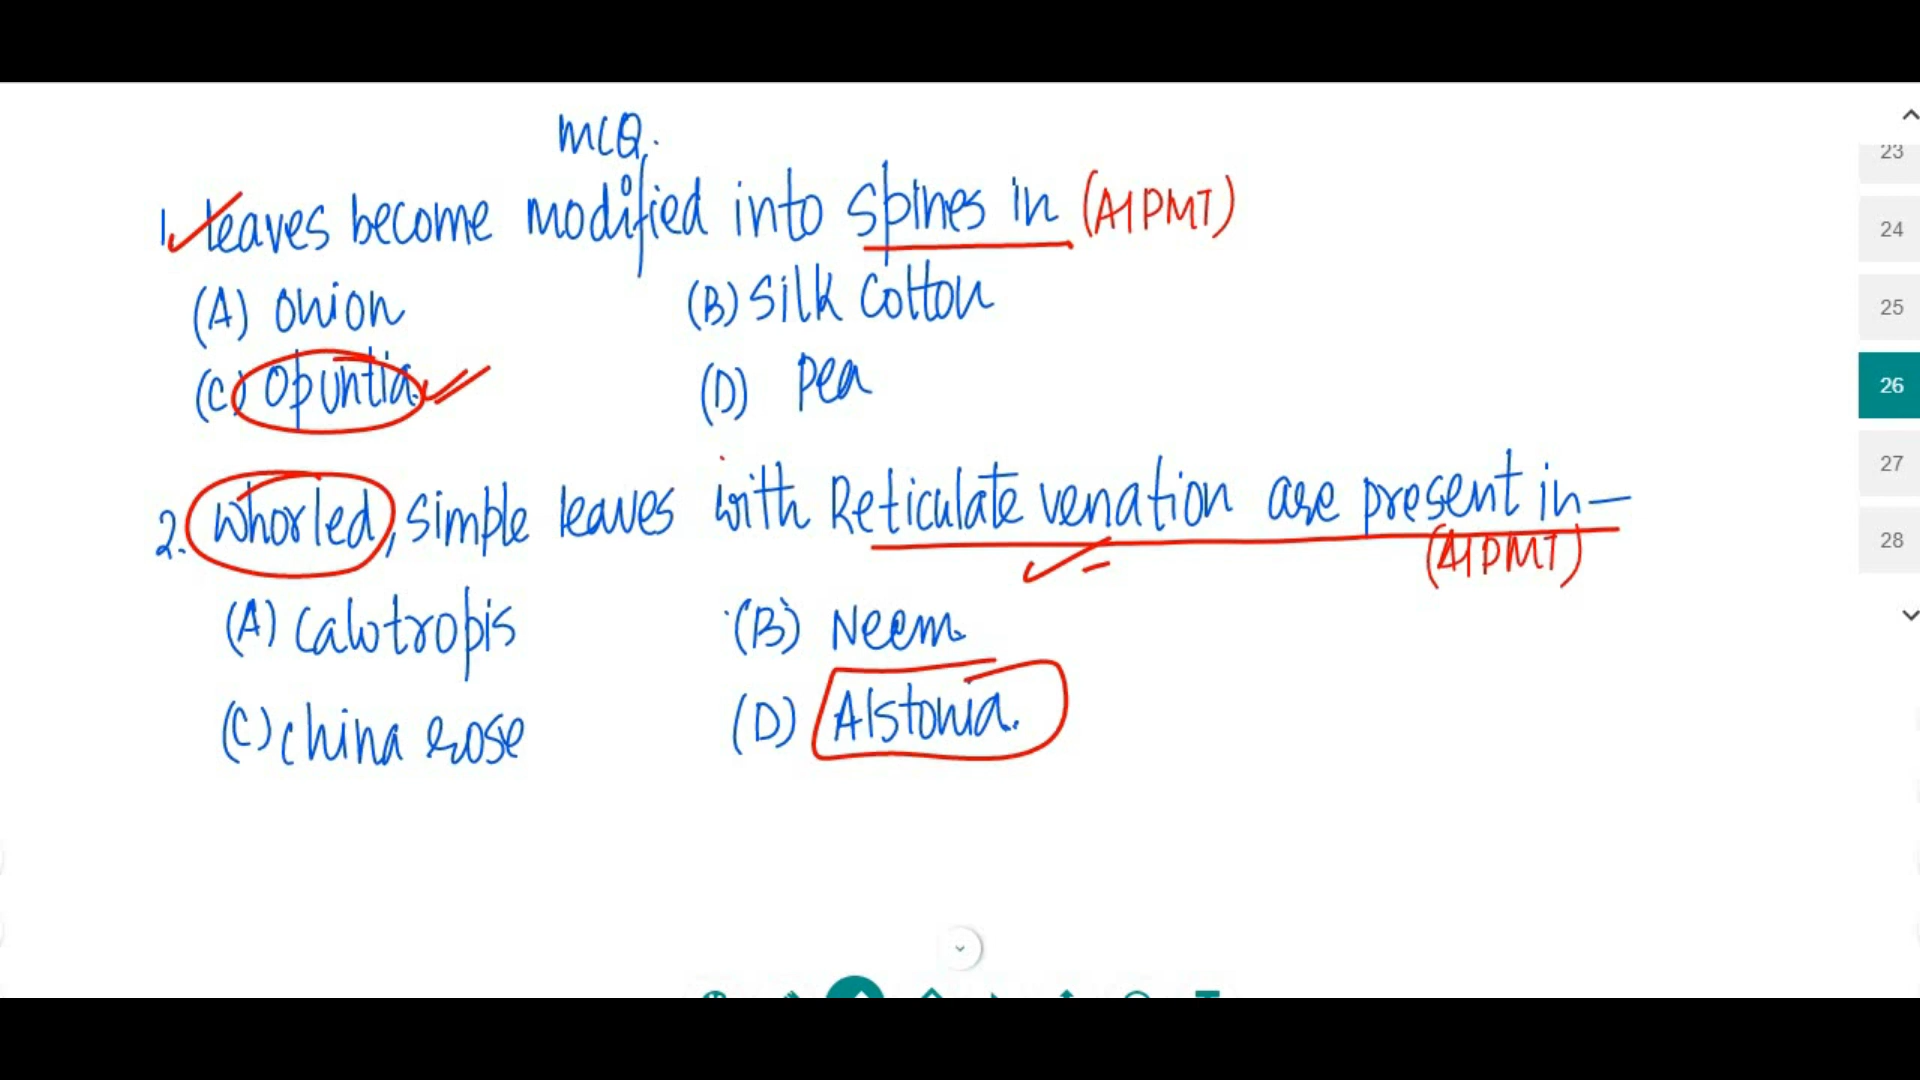 MCQ.
1. leaves become modified into spines in (AIPMT)
(A) onion (B) Silk Cotton
(C) Opuntia (D) Pea
2. Whorled, simple leaves with Reticulate venation are present in—
(AIPMT)
(A) Calotropis (B) Neem
(C) china rose (D) Alstonia.
23
24
25
26
27
28